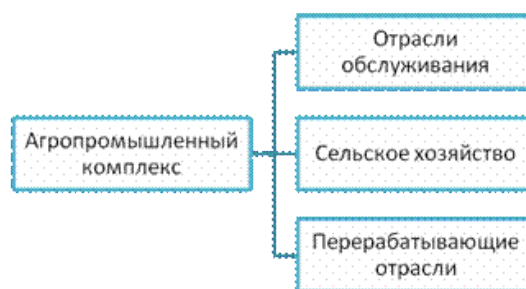 Отрасли
обслуживания
Агропромышленный
комплекс
Сельское хозяйство
Перерабатывающие
отрасли